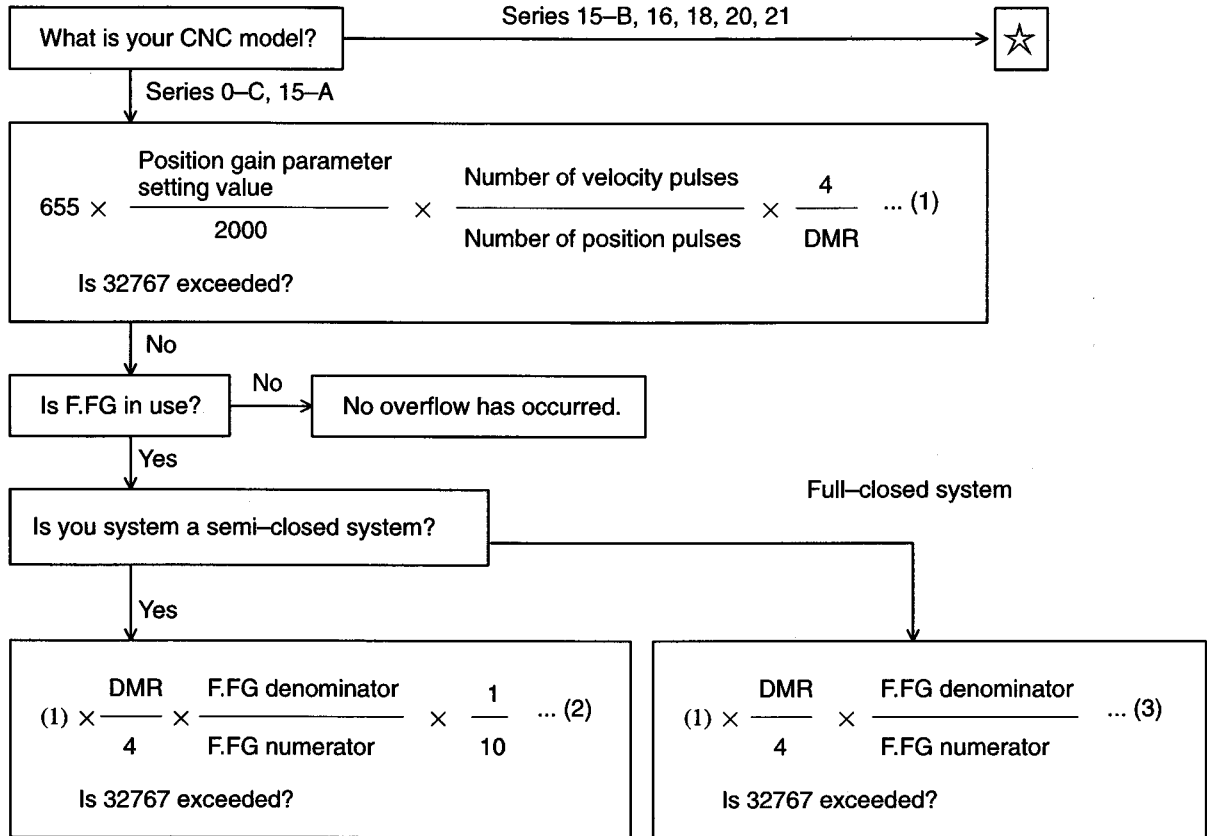 Series 15–B, 16, 18, 20, 21
What is your CNC model?
Series 0–C, 15–A
Position gain parameter
setting value
655 × 
2000
×
Number of velocity pulses
Number of position pulses
×
4
DMR
... (1)
Is 32767 exceeded?
No
Is F.FG in use?
No
No overflow has occurred.
Yes
Is you system a semi–closed system?
Full–closed system
Yes
(1) ×
DMR
4
×
F.FG denominator
F.FG numerator
×
1
10
... (2)
Is 32767 exceeded?
(1) ×
DMR
4
×
F.FG denominator
F.FG numerator
... (3)
Is 32767 exceeded?